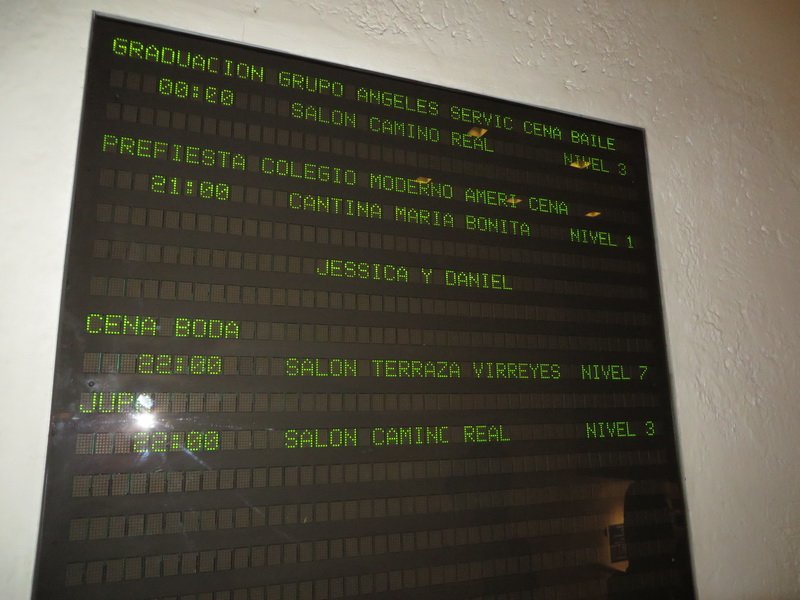 GRADUACION GRUPO ANGELES SERVIC CENA BAILE
00:00 SALON CAMINO REAL NIVEL 3
PREFIESTA COLEGIO MODERNO AMERI CENA
21:00 CANTINA MARIA BONITA NIVEL 1
JESSICA Y DANIEL
CENA BODA
22:00 SALON TERRAZA VIRREYES NIVEL 7
22:00 SALON CAMINC REAL NIVEL 3